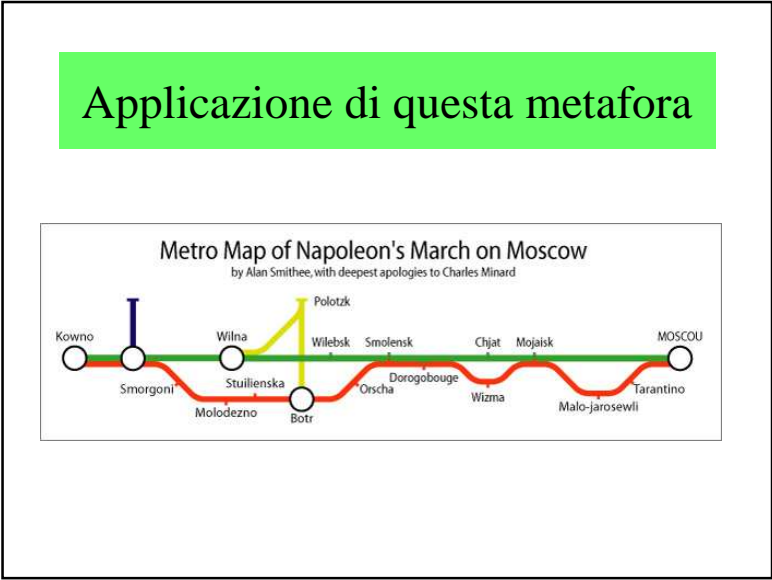 Applicazione di questa metafora
Metro Map of Napoleon's March on Moscow
by Alan Smithee, with deepest apologies to Charles Minard
Polotzk
Kowno
Wilna
Wilebsk
Smolensk
Chjat
Mojaisk
MOSCOU
Smorgoni
Stuilienska
Orscha
Dorogobouge
Wizma
Tarantino
Molodezno
Botr
Malo-jarosewli